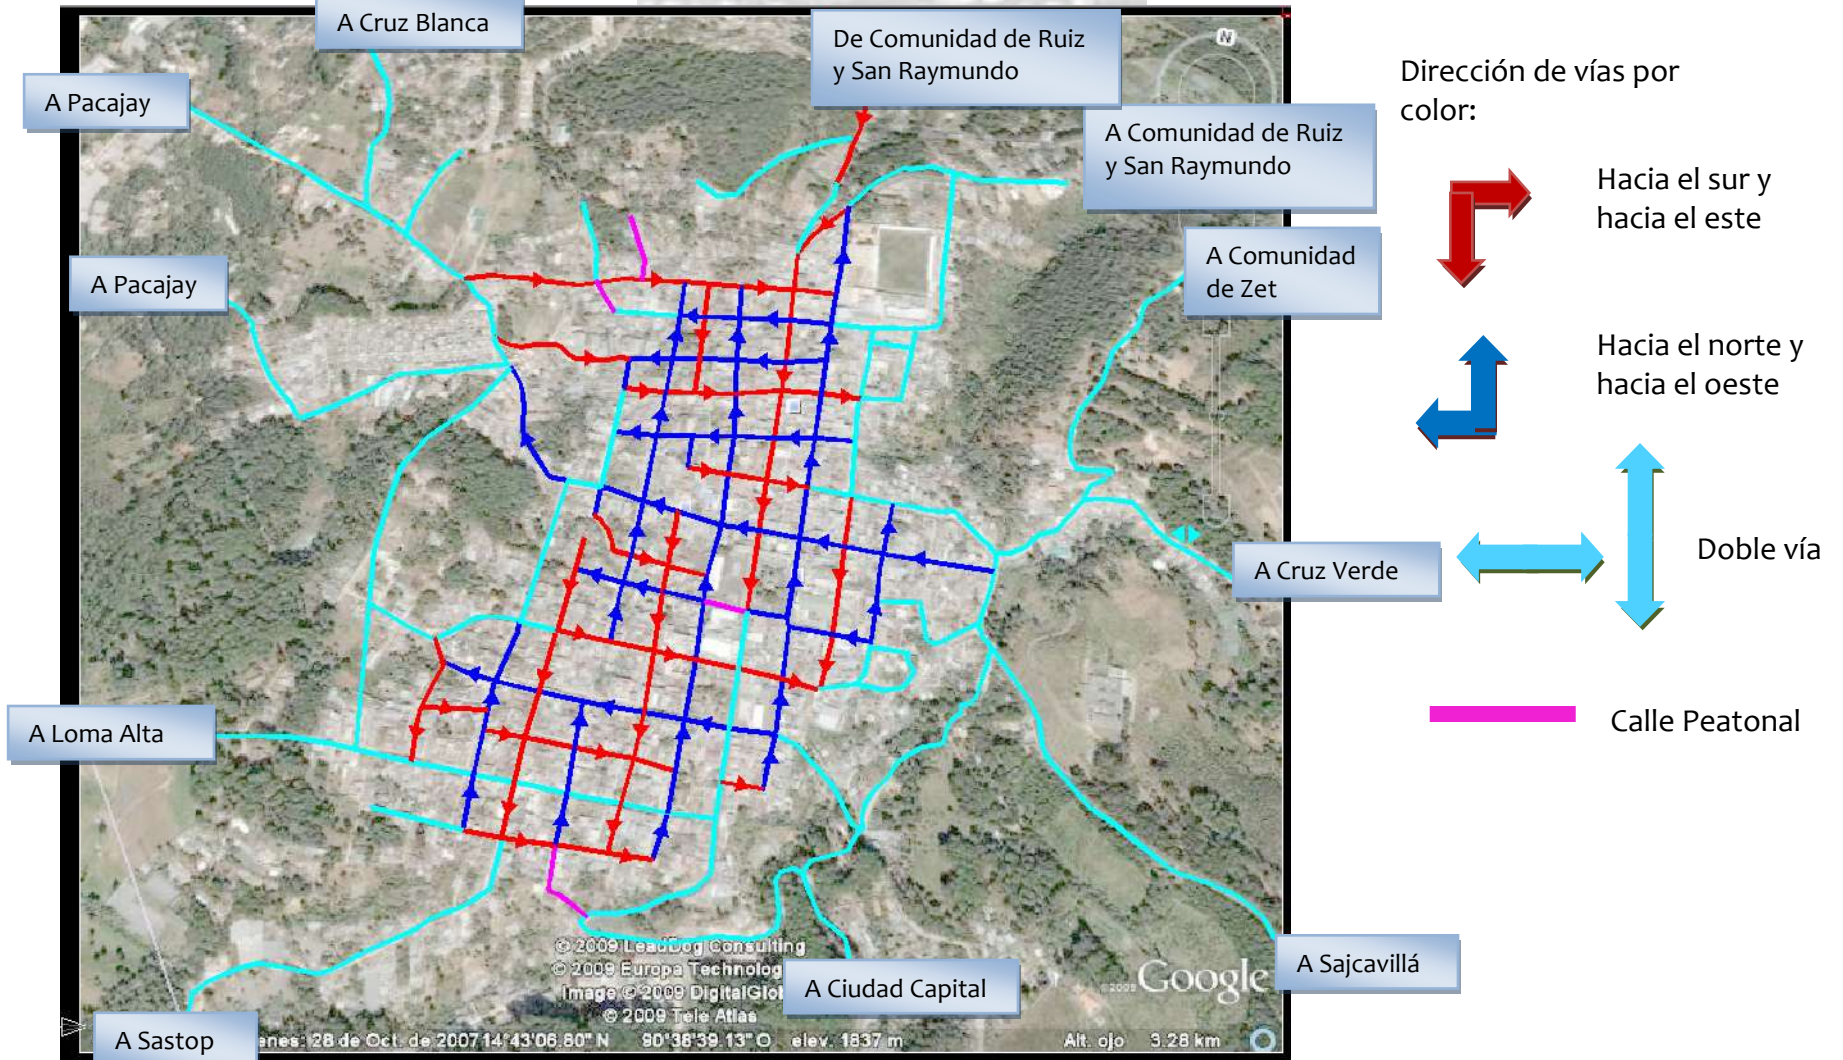 A Cruz Blanca
De Comunidad de Ruiz
y San Raymundo
N
Dirección de vías por
color:
A Pacajay
A Comunidad de Ruiz
y San Raymundo
Hacia el sur y
hacia el este
A Comunidad
de Zet
A Pacajay
Hacia el norte y
hacia el oeste
Doble vía
A Cruz Verde
Calle Peatonal
A Loma Alta
© 2009 LeadDog Consulting
© 2009 Europa Technolog
Image © 2009 DigitalGlob
© 2009 Tele Atlas
©2009 Google
A Sajcavillá
A Ciudad Capital
A Sastop
enes: 28 de Oct. de 2007 14°43'06.80" N 90°38'39.13" O elev. 1837 m Alt. ojo 3.28 km